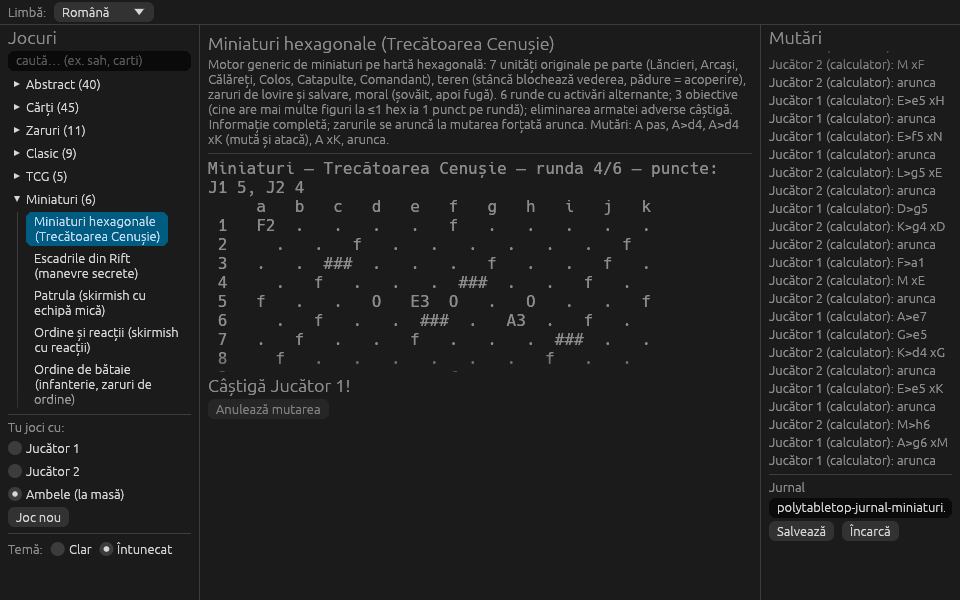 Limbă: Română
Jocuri
caută... (ex. sah, carti)
Abstract (40)
Cărți (45)
Zaruri (11)
Clasic (9)
TCG (5)
Miniaturi (6)
Miniaturi hexagonale
(Trecătoarea Cenușie)
Escadrile din Rift
(manevre secrete)
Patrula (skirmish cu
echipă mică)
Ordine și reacții (skirmish
cu reacții)
Ordine de bătaie
(infanterie, zaruri de
ordine)
Tu joci cu:
Jucător 1
Jucător 2
Ambele (la masă)
Joc nou
Temă: Clar Întunecat
Miniaturi hexagonale (Trecătoarea Cenușie)
Motor generic de miniaturi pe hartă hexagonală: 7 unități originale pe parte (Lăncieri, Arcași,
Călăreți, Colos, Catapulte, Comandant), teren (stâncă blochează vederea, pădure = acoperire),
zaruri de lovire și salvare, moral (șovăit, apoi fugă). 6 runde cu activări alternante; 3 obiective
(cine are mai multe figuri la ≤1 hex ia 1 punct pe rundă); eliminarea armatei adverse câștigă.
Informație completă; zarurile se aruncă la mutarea forțată arunca. Mutări: A pas, A>d4, A>d4
xK (mută și atacă), A xK, arunca.
Miniaturi — Trecătoarea Cenușie — runda 4/6 — puncte:
J1 5, J2 4
a b c d e f g h i j k
1 F2 . . . . f . . . . .
2 . . f . . . . . . f
3 . . ### . . . f . . f .
4 . f . . . ### . . f .
5 f . . O E3 O . O . . f
6 . f . . ### . A3 . f .
7 . f . . f . . . ### . .
8 f . . . . . . f . .
Câștigă Jucător 1!
Anulează mutarea
Mutări
Jucător 2 (calculator): M xF
Jucător 2 (calculator): arunca
Jucător 1 (calculator): E>e5 xH
Jucător 1 (calculator): arunca
Jucător 1 (calculator): E>f5 xN
Jucător 1 (calculator): arunca
Jucător 2 (calculator): L>g5 xE
Jucător 2 (calculator): arunca
Jucător 1 (calculator): D>g5
Jucător 2 (calculator): K>g4 xD
Jucător 2 (calculator): arunca
Jucător 1 (calculator): F>a1
Jucător 2 (calculator): M xE
Jucător 2 (calculator): arunca
Jucător 1 (calculator): A>e7
Jucător 1 (calculator): G>e5
Jucător 2 (calculator): K>d4 xG
Jucător 2 (calculator): arunca
Jucător 1 (calculator): E>e5 xK
Jucător 1 (calculator): arunca
Jucător 2 (calculator): M>h6
Jucător 1 (calculator): A>g6 xM
Jucător 1 (calculator): arunca
Jurnal
polytabletop-jurnal-miniaturi.
Salvează Încarcă